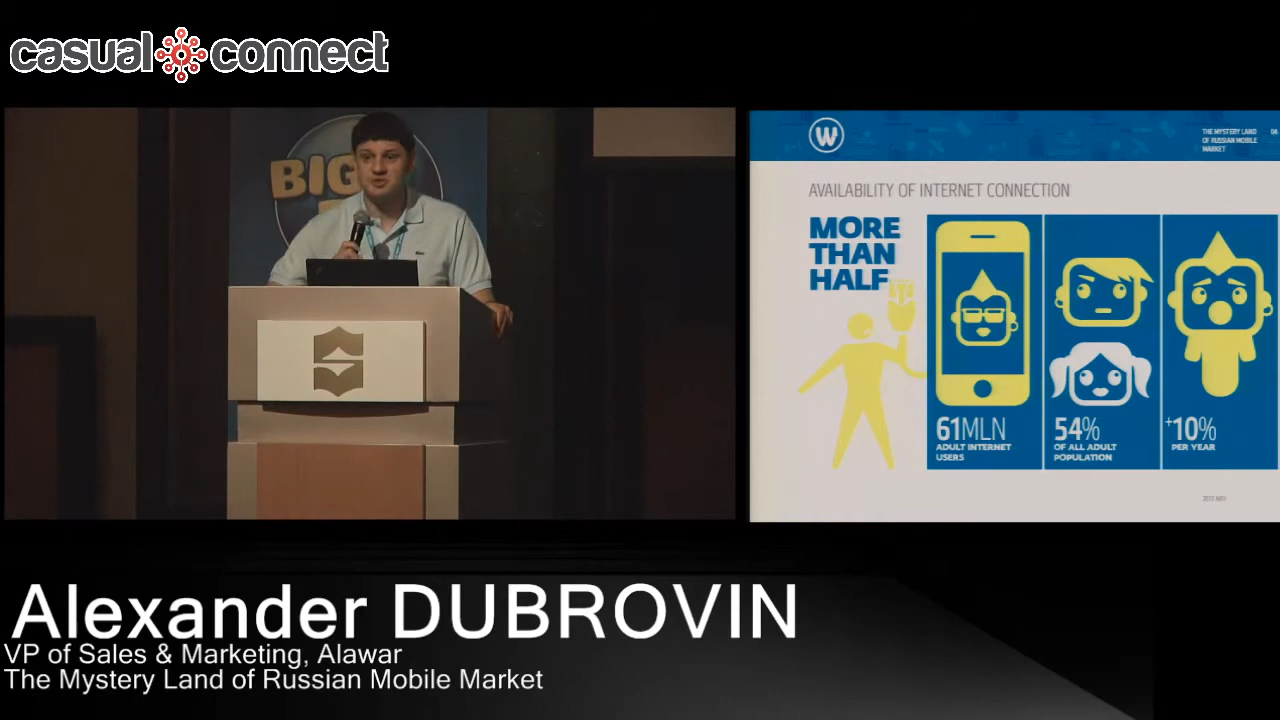 casual connect
BIG
W
THE MYSTERY LAND
OF RUSSIAN MOBILE
MARKET
AVAILABILITY OF INTERNET CONNECTION
MORE
THAN
HALF
61MLN
ADULT INTERNET
USERS
54%
OF ALL ADULT
POPULATION
+10%
PER YEAR
Alexander DUBROVIN
VP of Sales & Marketing, Alawar
The Mystery Land of Russian Mobile Market